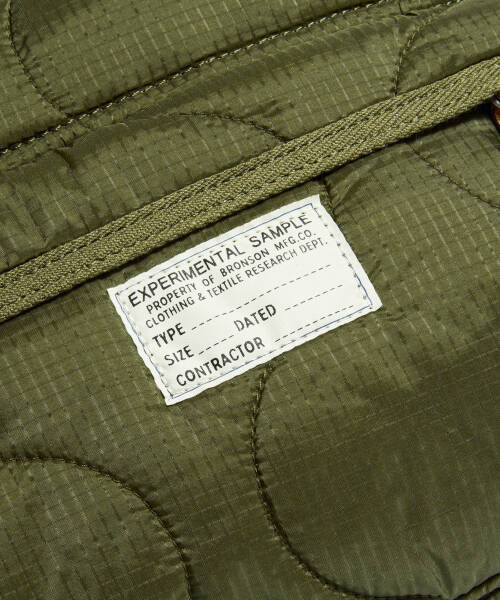 EXPERIMENTAL SAMPLE
PROPERTY OF BRONSON MFG.CO.
CLOTHING & TEXTILE RESEARCH DEPT.
TYPE
SIZE DATED
CONTRACTOR